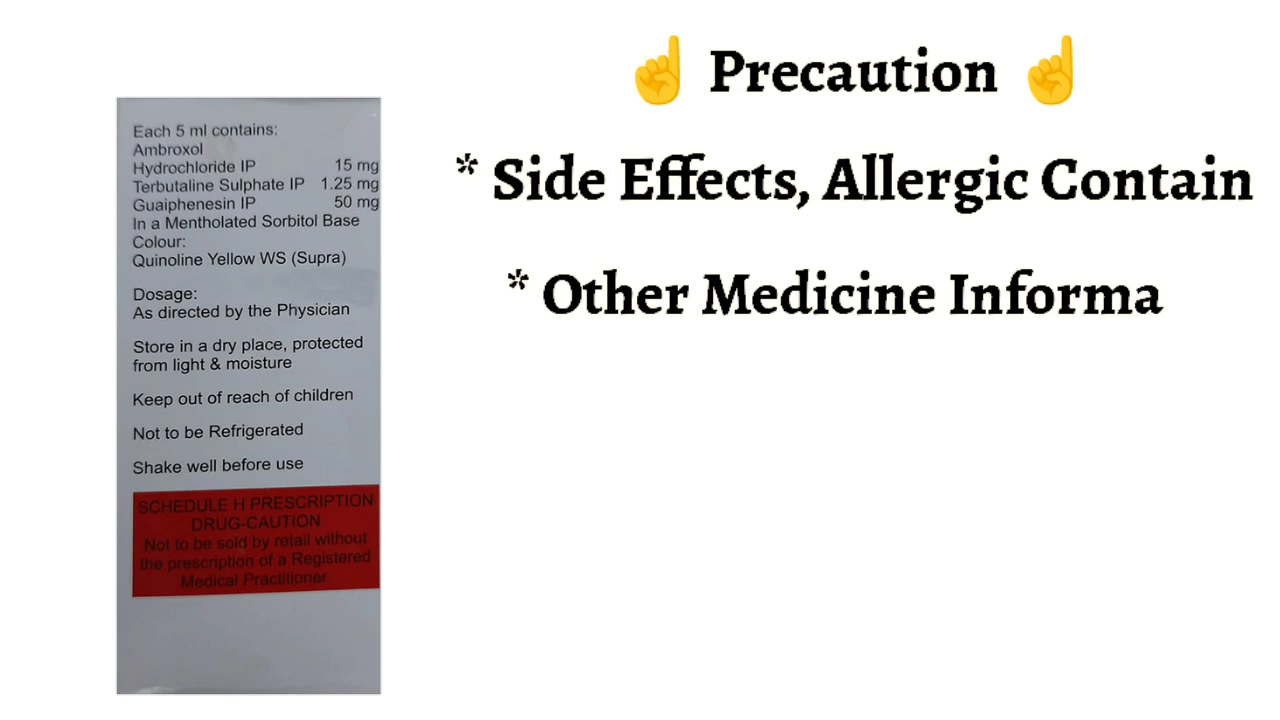 ☝ Precaution ☝
* Side Effects, Allergic Contain
* Other Medicine Informa
Each 5 ml contains:
Ambroxol
Hydrochloride IP 15 mg
Terbutaline Sulphate IP 1.25 mg
Guaiphenesin IP 50 mg
In a Mentholated Sorbitol Base
Colour:
Quinoline Yellow WS (Supra)
Dosage:
As directed by the Physician
Store in a dry place, protected
from light & moisture
Keep out of reach of children
Not to be Refrigerated
Shake well before use
SCHEDULE H PRESCRIPTION
DRUG-CAUTION
Not to be sold by retail without
the prescription of a Registered
Medical Practitioner.